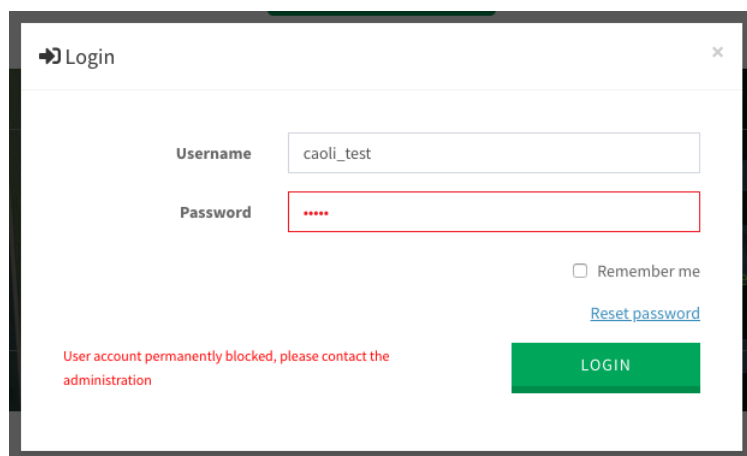 Login
×
Username
caoli_test
Password
•••••
Remember me
Reset password
User account permanently blocked, please contact the
administration
LOGIN